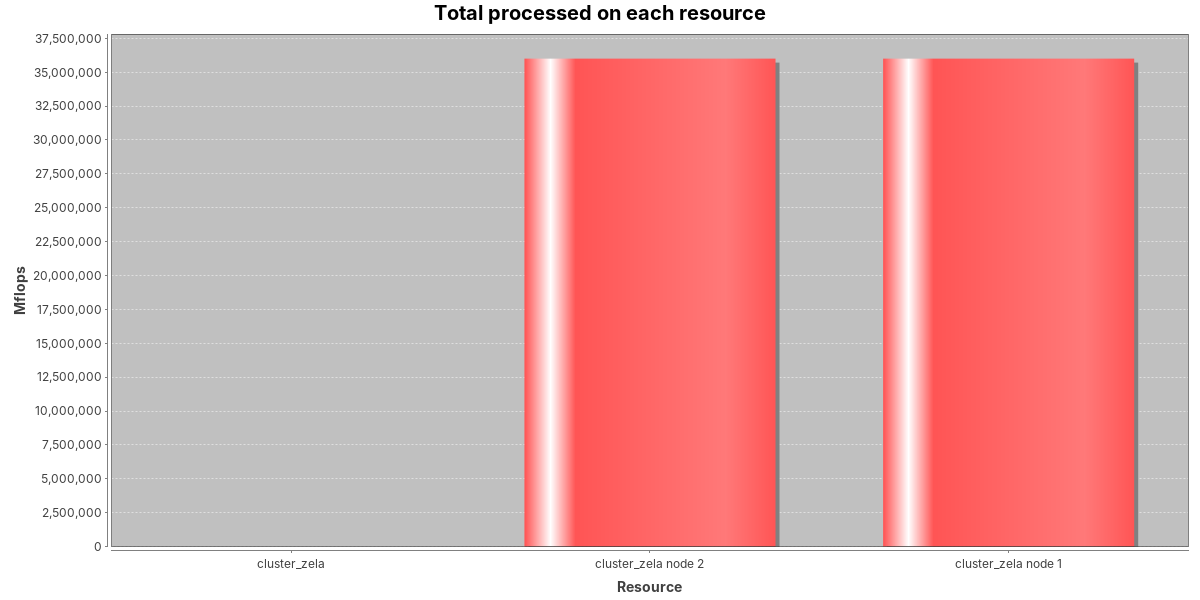 Total processed on each resource
Mflops
37,500,000
35,000,000
32,500,000
30,000,000
27,500,000
25,000,000
22,500,000
20,000,000
17,500,000
15,000,000
12,500,000
10,000,000
7,500,000
5,000,000
2,500,000
0
cluster_zela
cluster_zela node 2
cluster_zela node 1
Resource